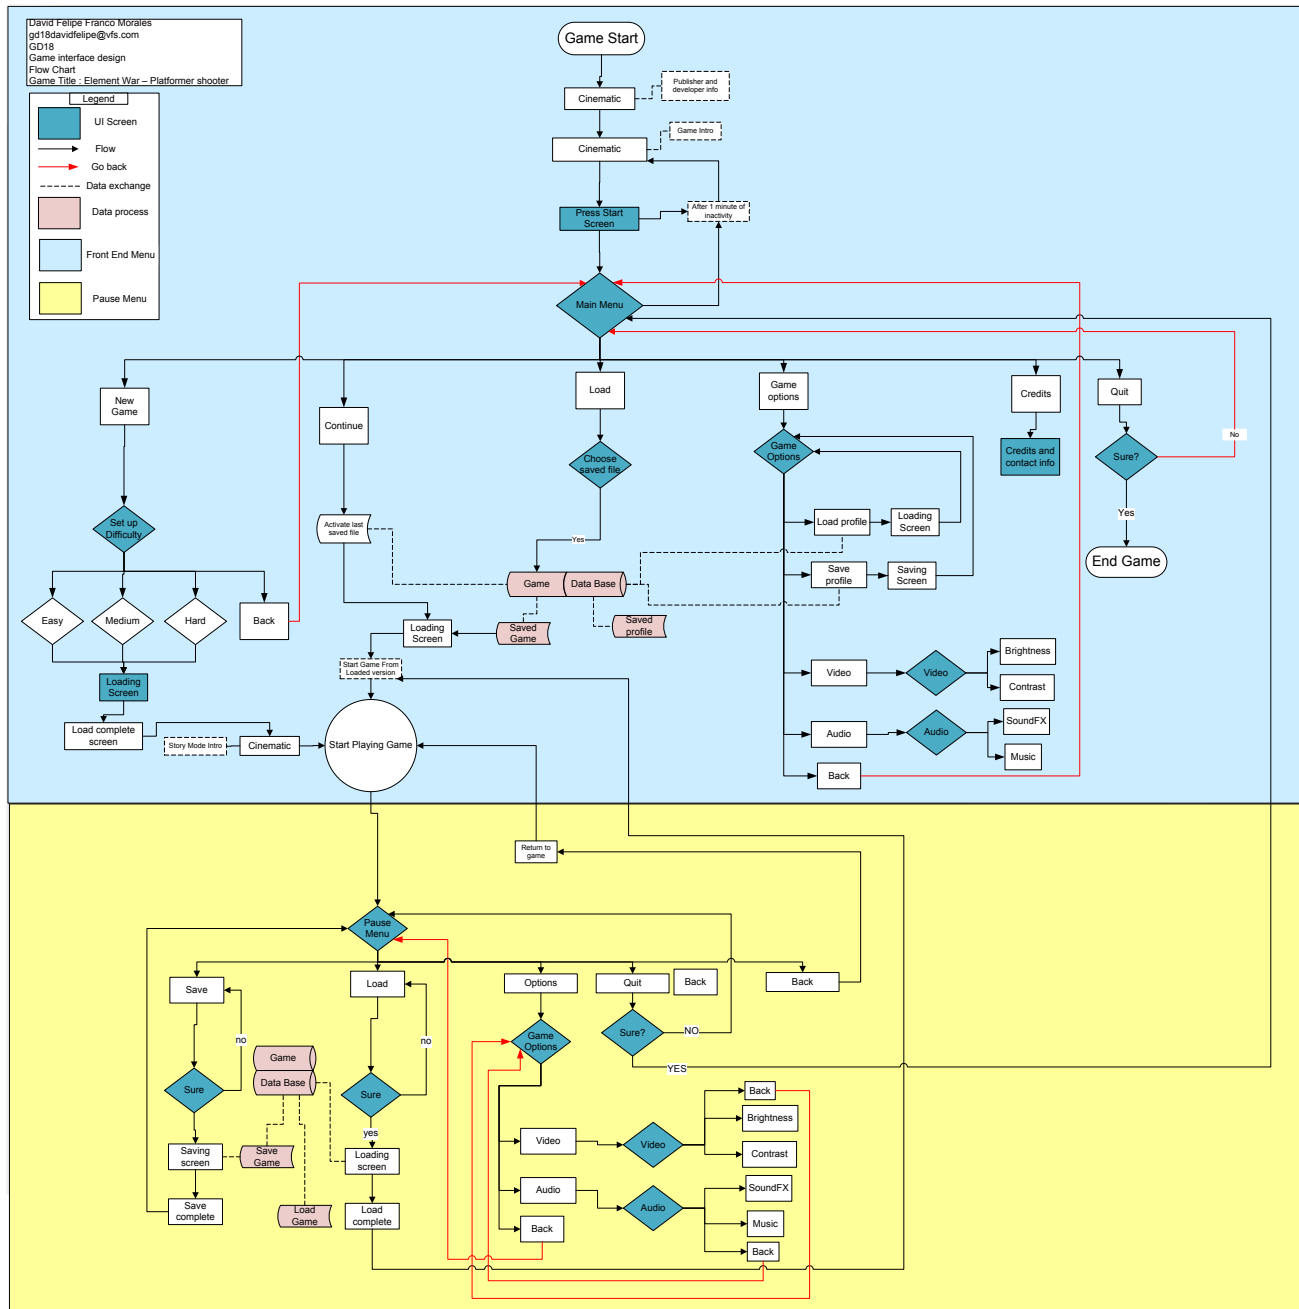 David Felipe Franco Morales
gd18davidfelipe@vfs.com
GD18
Game interface design
Flow Chart
Game Title : Element War – Platformer shooter
Legend
UI Screen
Flow
Go back
Data exchange
Data process
Front End Menu
Pause Menu
Game Start
Cinematic
Publisher and
developer info
Cinematic
Game Intro
Press Start
Screen
After 1 minute of
inactivity
Main Menu
New
Game
Continue
Load
Game
options
Credits
Quit
No
Choose
saved file
Game
Options
Credits and
contact info
Sure?
Yes
End Game
Set up
Difficulty
Activate last
saved file
Yes
Load profile
Loading
Screen
Save
profile
Saving
Screen
Game
Data Base
Easy
Medium
Hard
Back
Loading
Screen
Saved
Game
Saved
profile
Start Game From
Loaded version
Loading
Screen
Load complete
screen
Story Mode Intro
Cinematic
Start Playing Game
Video
Video
Brightness
Contrast
Audio
Audio
SoundFX
Music
Back
Return to
game
Pause
Menu
Save
Load
Options
Quit
Back
Back
no
no
Game
Options
Sure?
NO
YES
Game
Data Base
Sure
Sure
yes
Saving
screen
Save
Game
Loading
screen
Save
complete
Load
Game
Load
complete
Video
Video
Back
Brightness
Contrast
Audio
Audio
SoundFX
Music
Back
Back